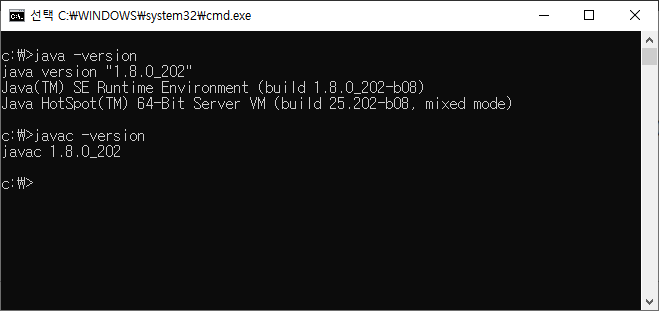 선택 C:₩WINDOWS₩system32₩cmd.exe
c:₩>java -version
java version "1.8.0_202"
Java(TM) SE Runtime Environment (build 1.8.0_202-b08)
Java HotSpot(TM) 64-Bit Server VM (build 25.202-b08, mixed mode)
c:₩>javac -version
javac 1.8.0_202
c:₩>